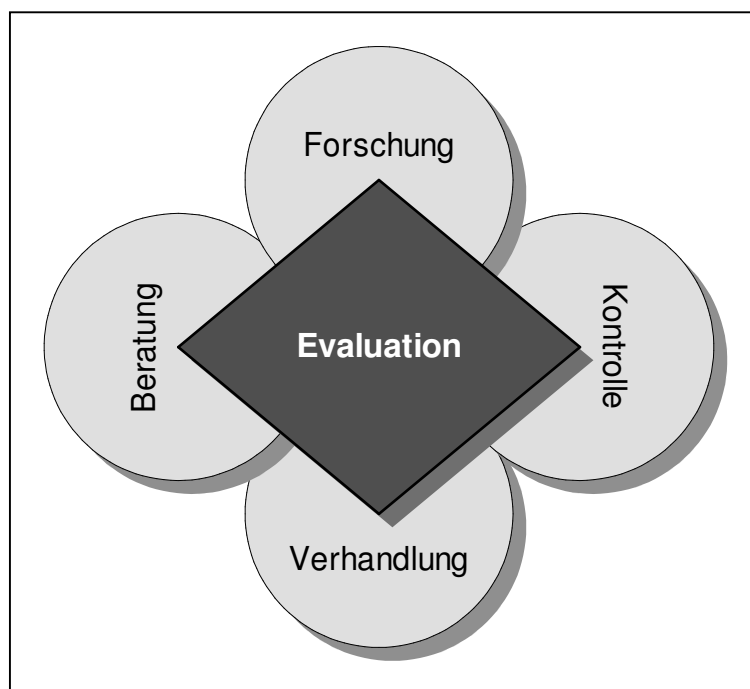 Forschung
Beratung
Evaluation
Kontrolle
Verhandlung